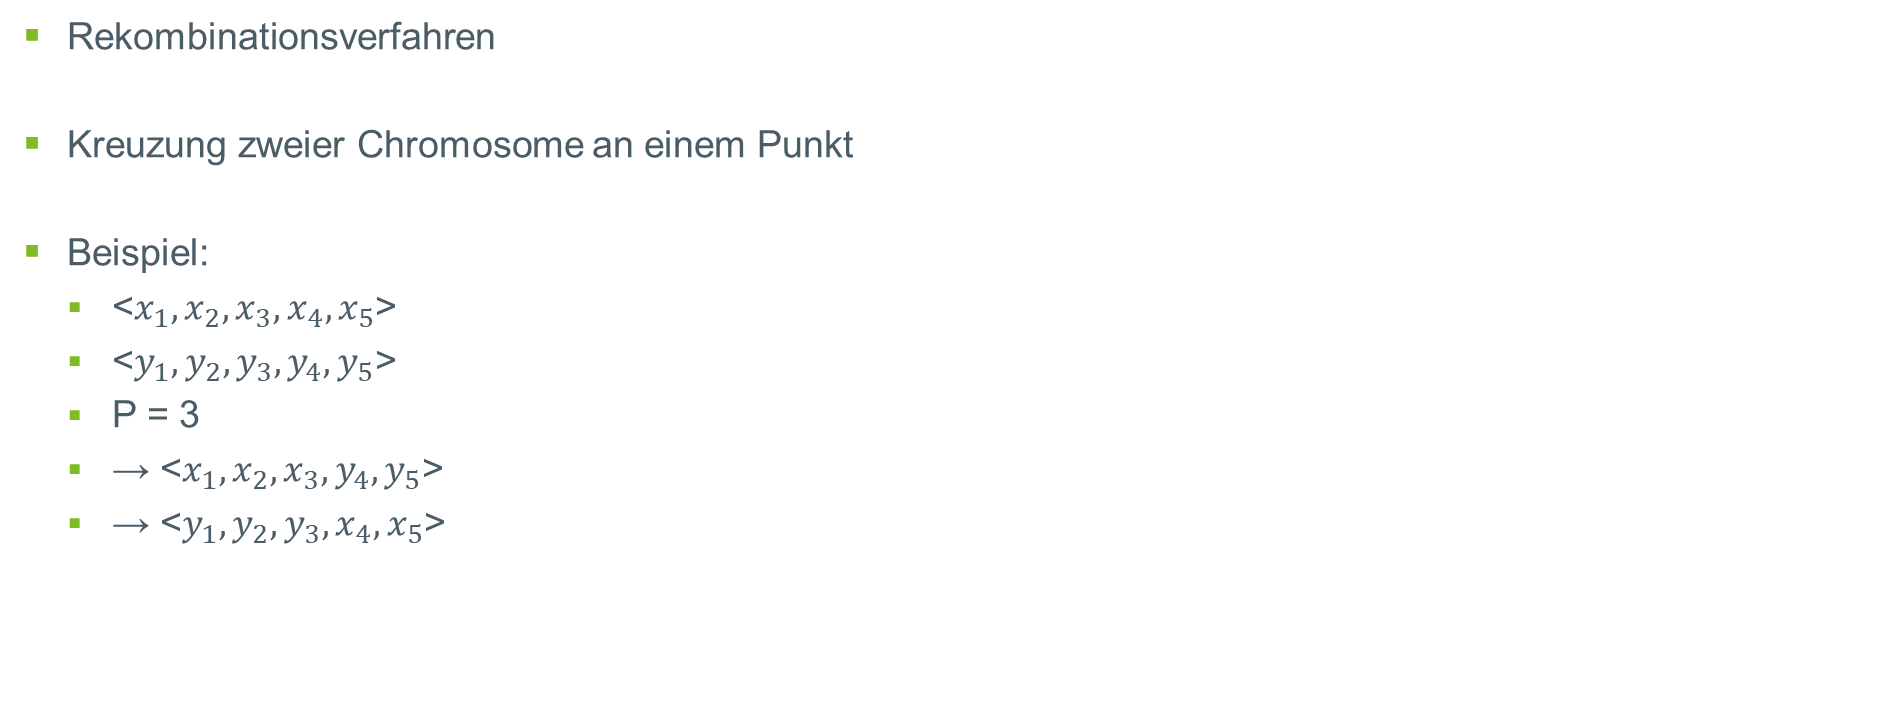 Rekombinationsverfahren
Kreuzung zweier Chromosome an einem Punkt
Beispiel:
<𝑥₁, 𝑥₂, 𝑥₃, 𝑥₄, 𝑥₅>
<𝑦₁, 𝑦₂, 𝑦₃, 𝑦₄, 𝑦₅>
P = 3
→ <𝑥₁, 𝑥₂, 𝑥₃, 𝑦₄, 𝑦₅>
→ <𝑦₁, 𝑦₂, 𝑦₃, 𝑥₄, 𝑥₅>